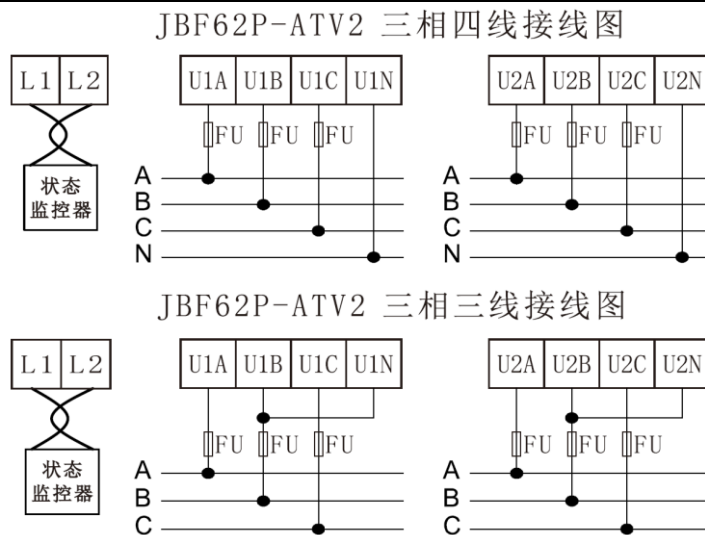 JBF62P-ATV2 三相四线接线图
L1 L2 U1A U1B U1C U1N U2A U2B U2C U2N
FU FU FU FU FU FU
A A
状态
监控器
B B
C C
N N
JBF62P-ATV2 三相三线接线图
L1 L2 U1A U1B U1C U1N U2A U2B U2C U2N
FU FU FU FU FU FU
状态
监控器
A A
B B
C C